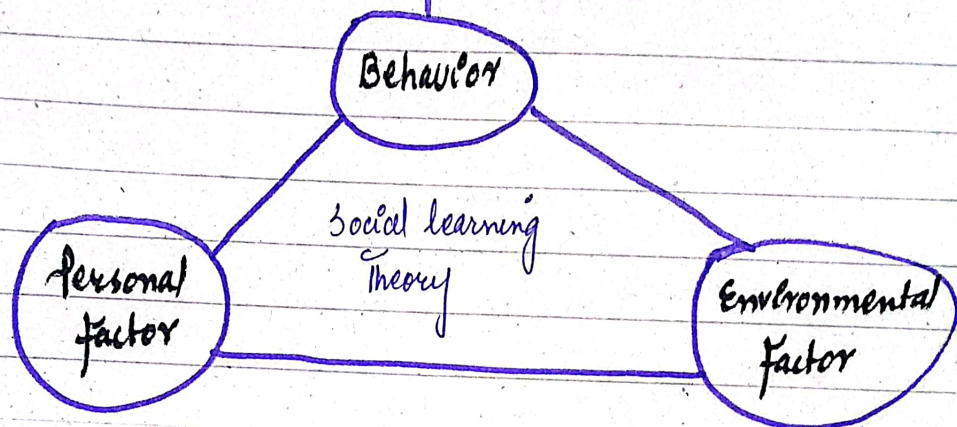 Behavior
Social learning
Theory
Personal
factor
Environmental
factor